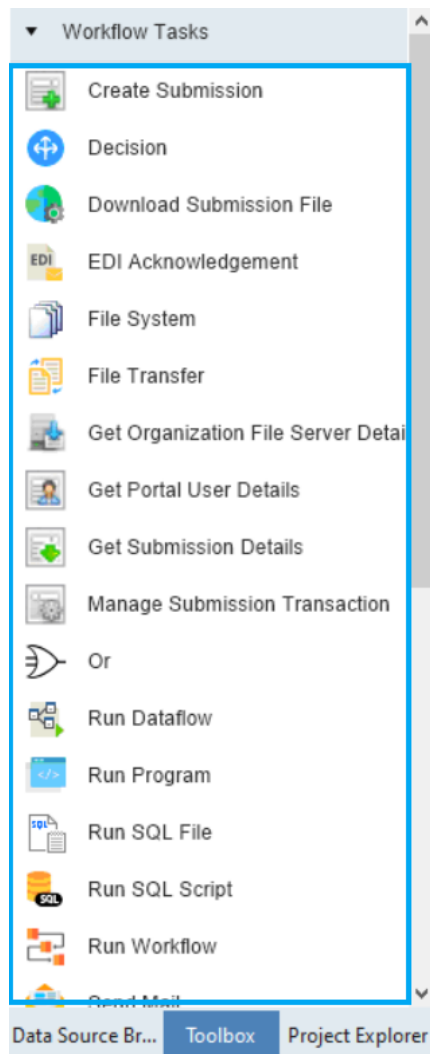 Workflow Tasks
Create Submission
Decision
Download Submission File
EDI
EDI Acknowledgement
File System
File Transfer
Get Organization File Server Detai
Get Portal User Details
Get Submission Details
Manage Submission Transaction
Or
Run Dataflow
</>
Run Program
SQL
Run SQL File
SQL
Run SQL Script
Run Workflow
Send Mail
Data Source Br... Toolbox Project Explorer